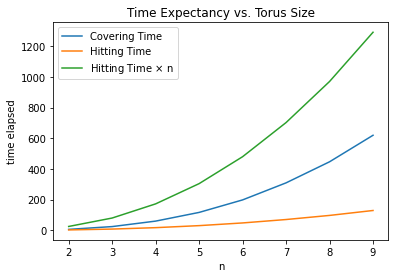 Time Expectancy vs. Torus Size
Covering Time
Hitting Time
Hitting Time × n
time elapsed
1200
1000
800
600
400
200
0
2 3 4 5 6 7 8 9
n